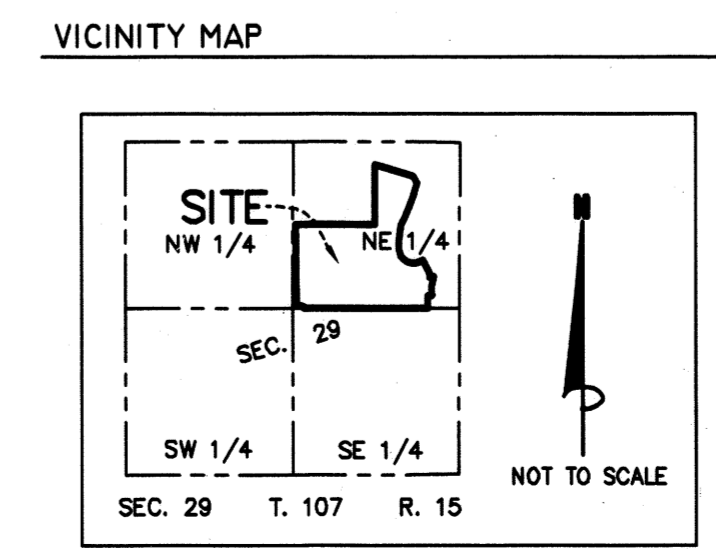 VICINITY MAP
N
SITE
NW 1/4
NE 1/4
SEC. 29
SW 1/4
SE 1/4
NOT TO SCALE
SEC. 29 T. 107 R. 15